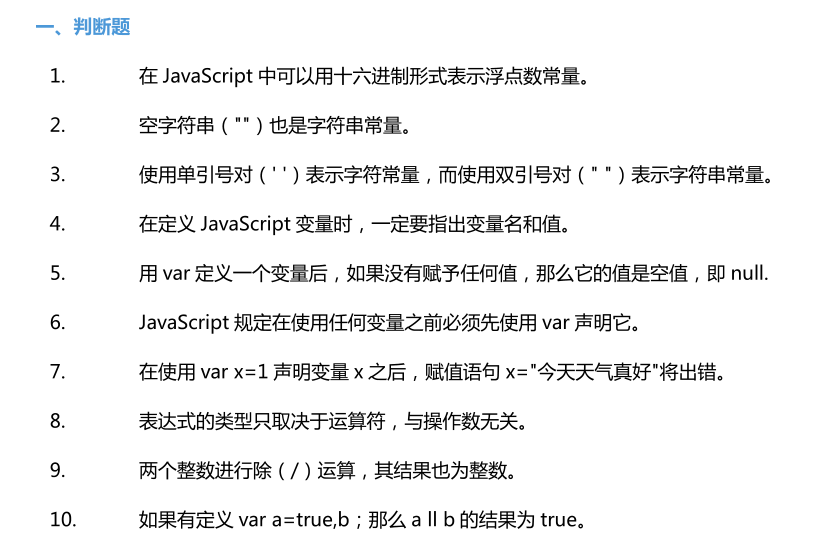 一、判断题
1. 在 JavaScript 中可以用十六进制形式表示浮点数常量。
2. 空字符串（""）也是字符串常量。
3. 使用单引号对（' '）表示字符常量，而使用双引号对（" "）表示字符串常量。
4. 在定义 JavaScript 变量时，一定要指出变量名和值。
5. 用 var 定义一个变量后，如果没有赋予任何值，那么它的值是空值，即 null.
6. JavaScript 规定在使用任何变量之前必须先使用 var 声明它。
7. 在使用 var x=1 声明变量 x 之后，赋值语句 x="今天天气真好"将出错。
8. 表达式的类型只取决于运算符，与操作数无关。
9. 两个整数进行除（/）运算，其结果也为整数。
10. 如果有定义 var a=true,b；那么 a ll b 的结果为 true。